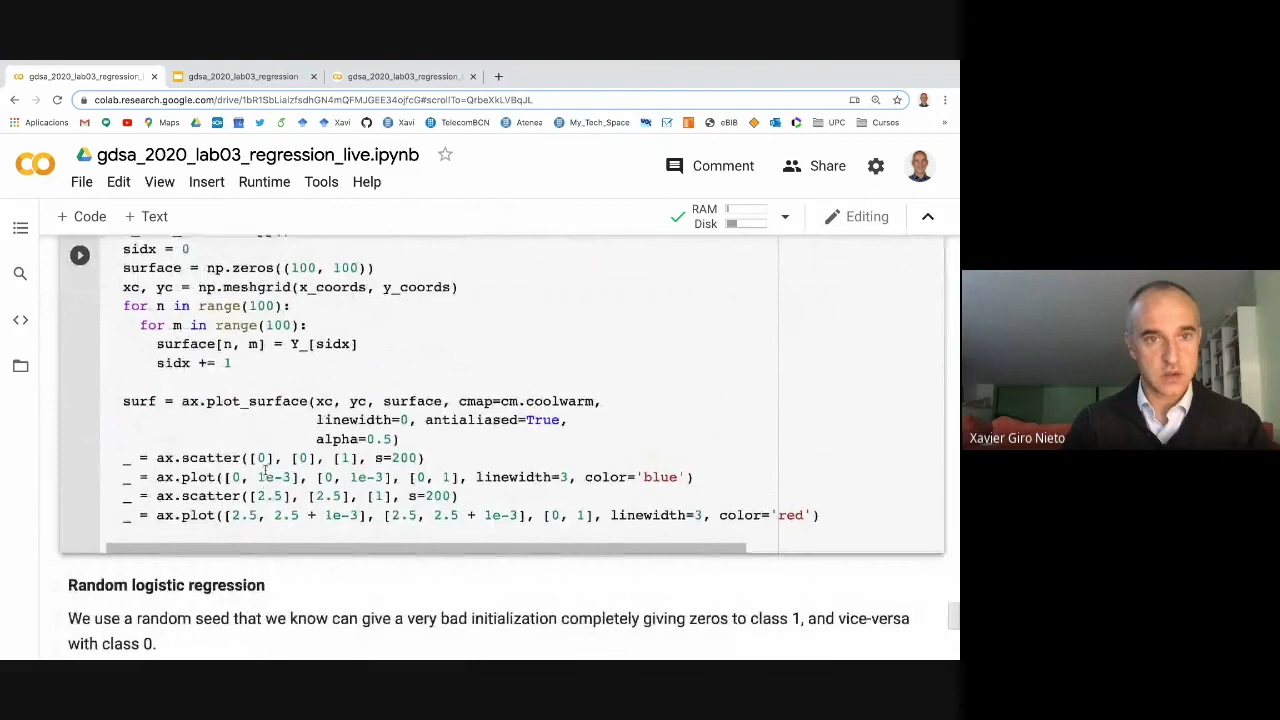 gdsa_2020_lab03_regression_l
gdsa_2020_lab03_regression
gdsa_2020_lab03_regression_
colab.research.google.com/drive/1bR1SbLiaIzfsdhGN4mQFMJGEE34ojfcG#scrollTo=QrbeXkLVBqJL
Aplicacions
Maps
Xavi
Xavi
TelecomBCN
Atenea
My_Tech_Space
eBIB
UPC
Cursos
»
gdsa_2020_lab03_regression_live.ipynb
Comment
Share
File Edit View Insert Runtime Tools Help
+ Code + Text
RAM
Disk
Editing
sidx = 0
surface = np.zeros((100, 100))
xc, yc = np.meshgrid(x_coords, y_coords)
for n in range(100):
for m in range(100):
surface[n, m] = Y_[sidx]
sidx += 1
surf = ax.plot_surface(xc, yc, surface, cmap=cm.coolwarm,
linewidth=0, antialiased=True,
alpha=0.5)
_ = ax.scatter([0], [0], [1], s=200)
_ = ax.plot([0, 1e-3], [0, 1e-3], [0, 1], linewidth=3, color='blue')
_ = ax.scatter([2.5], [2.5], [1], s=200)
_ = ax.plot([2.5, 2.5 + 1e-3], [2.5, 2.5 + 1e-3], [0, 1], linewidth=3, color='red')
Random logistic regression
We use a random seed that we know can give a very bad initialization completely giving zeros to class 1, and vice-versa
with class 0.
Xavier Giro Nieto